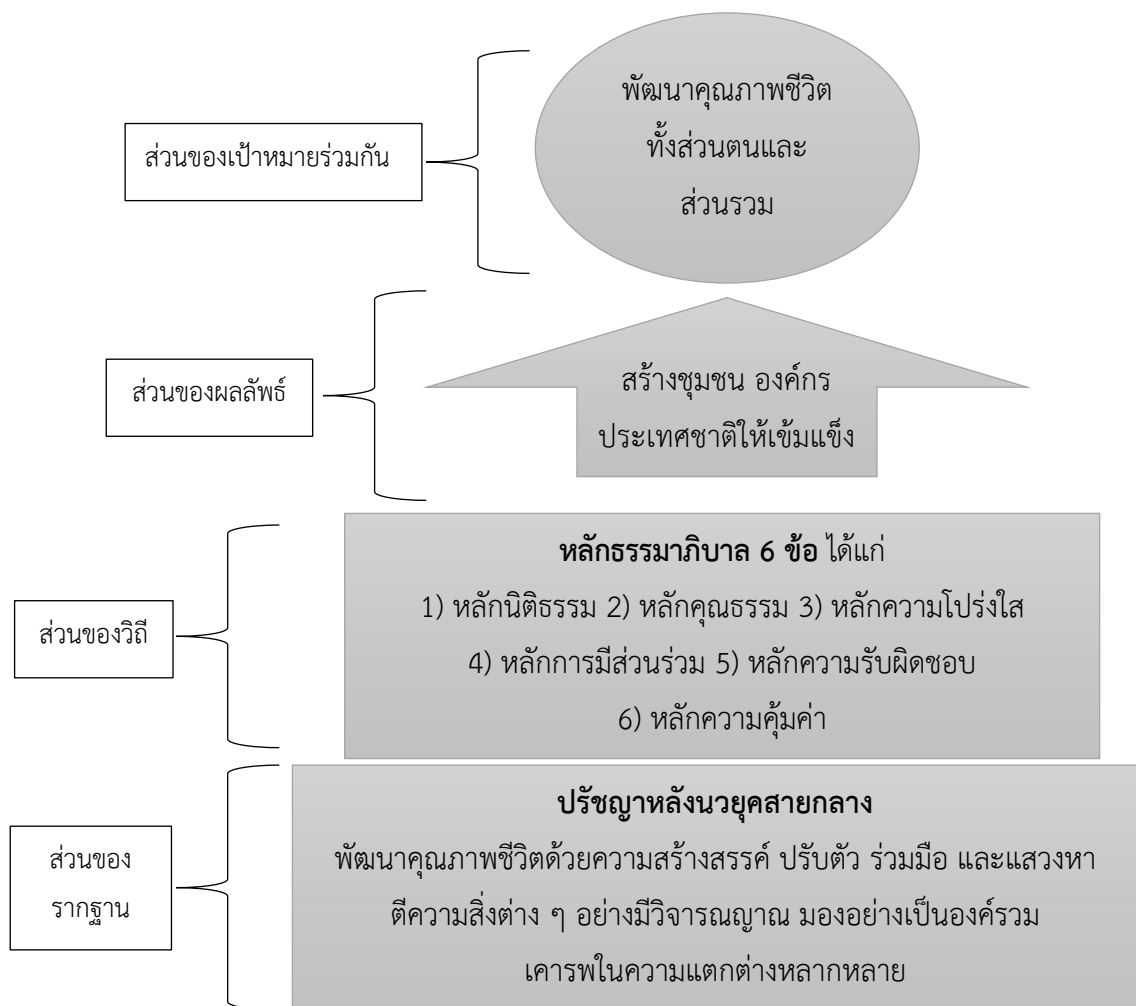 พัฒนาคุณภาพชีวิต
ทั้งส่วนตนและ
ส่วนรวม
ส่วนของเป้าหมายร่วมกัน
สร้างชุมชน องค์กร
ประเทศชาติให้เข้มแข็ง
ส่วนของผลลัพธ์
หลักธรรมาภิบาล 6 ข้อ ได้แก่
1) หลักนิติธรรม 2) หลักคุณธรรม 3) หลักความโปร่งใส
4) หลักการมีส่วนร่วม 5) หลักความรับผิดชอบ
6) หลักความคุ้มค่า
ส่วนของวิถี
ปรัชญาหลังนวยุคสายกลาง
พัฒนาคุณภาพชีวิตด้วยความสร้างสรรค์ ปรับตัว ร่วมมือ และแสวงหา
ตีความสิ่งต่าง ๆ อย่างมีวิจารณญาณ มองอย่างเป็นองค์รวม
เคารพในความแตกต่างหลากหลาย
ส่วนของ
รากฐาน